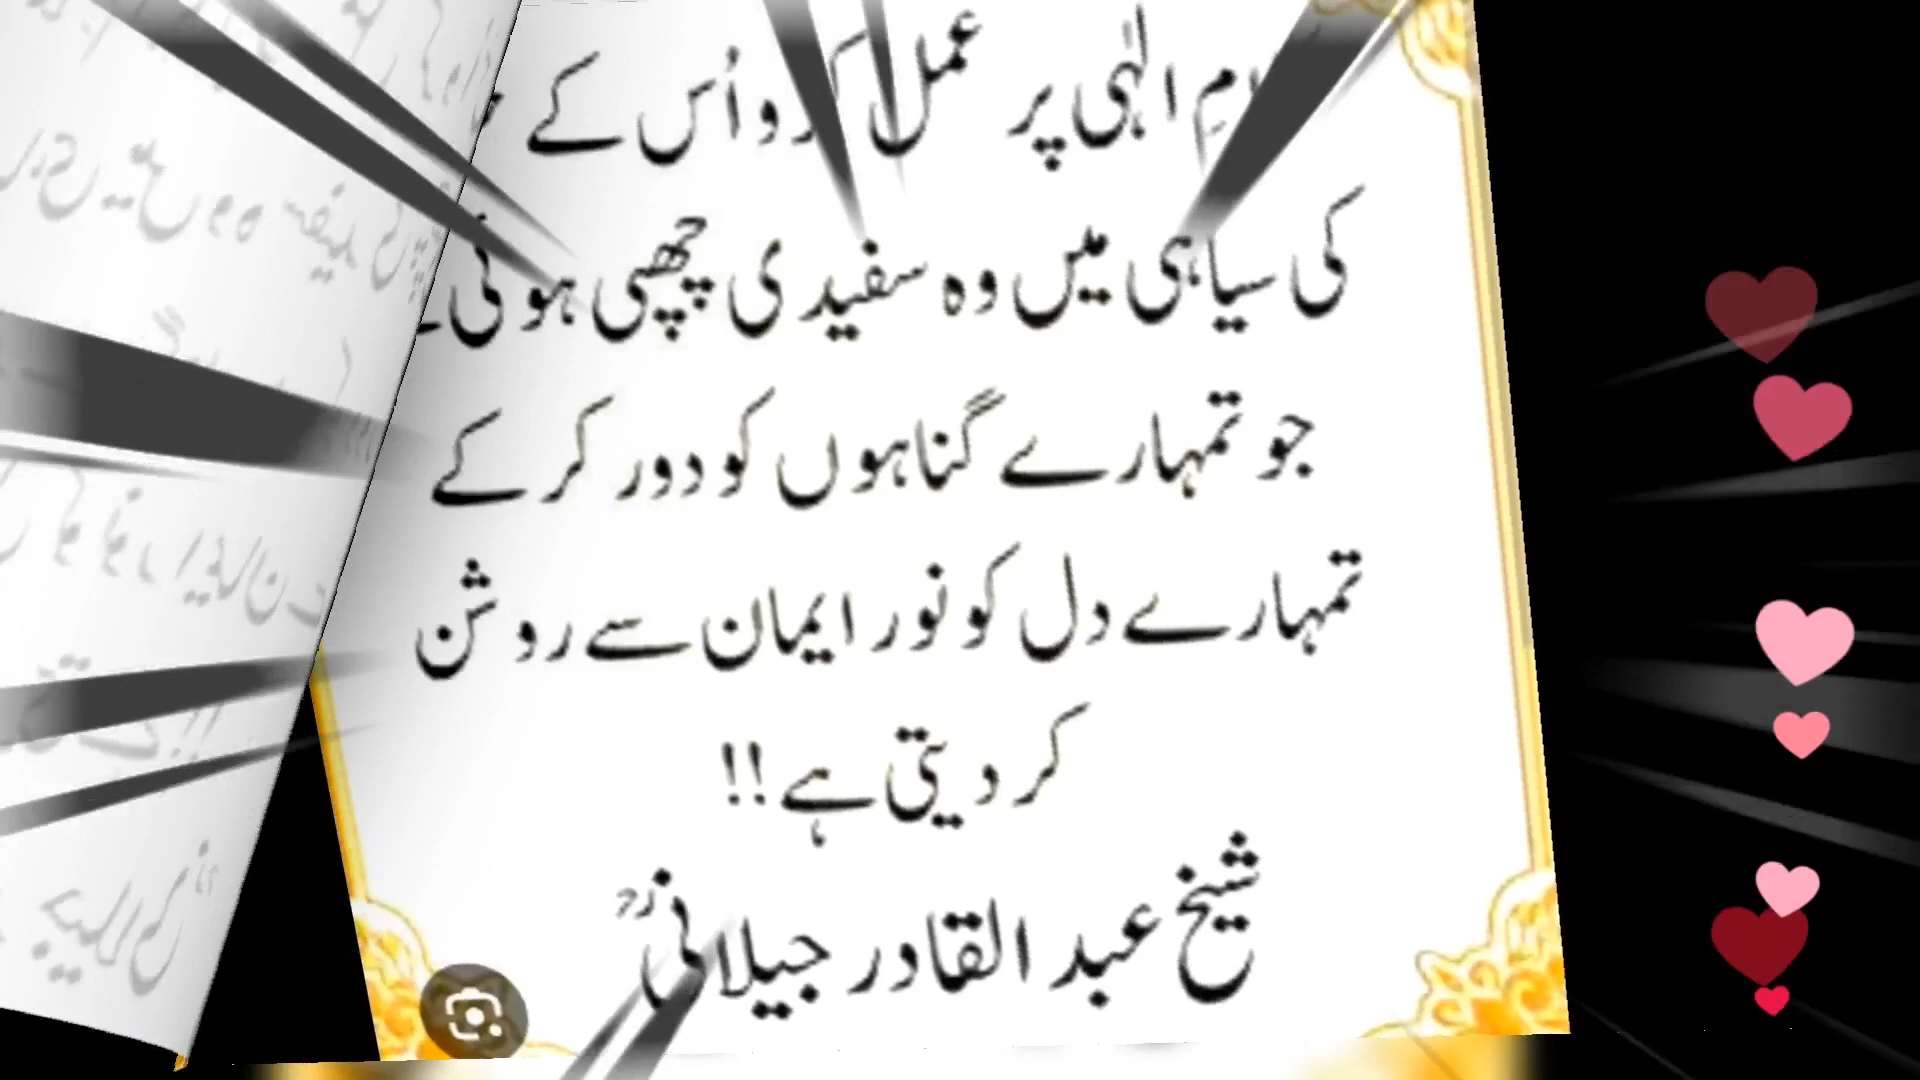 الٰہی پر عمل کرو اُس کے
کی سیاہی میں وہ سفیدی چھپی ہوئی
جو تمہارے گناہوں کو دور کر کے
تمہارے دل کو نور ایمان سے روشن
کر دیتی ہے!!
شیخ عبد القادر جیلانیؒ